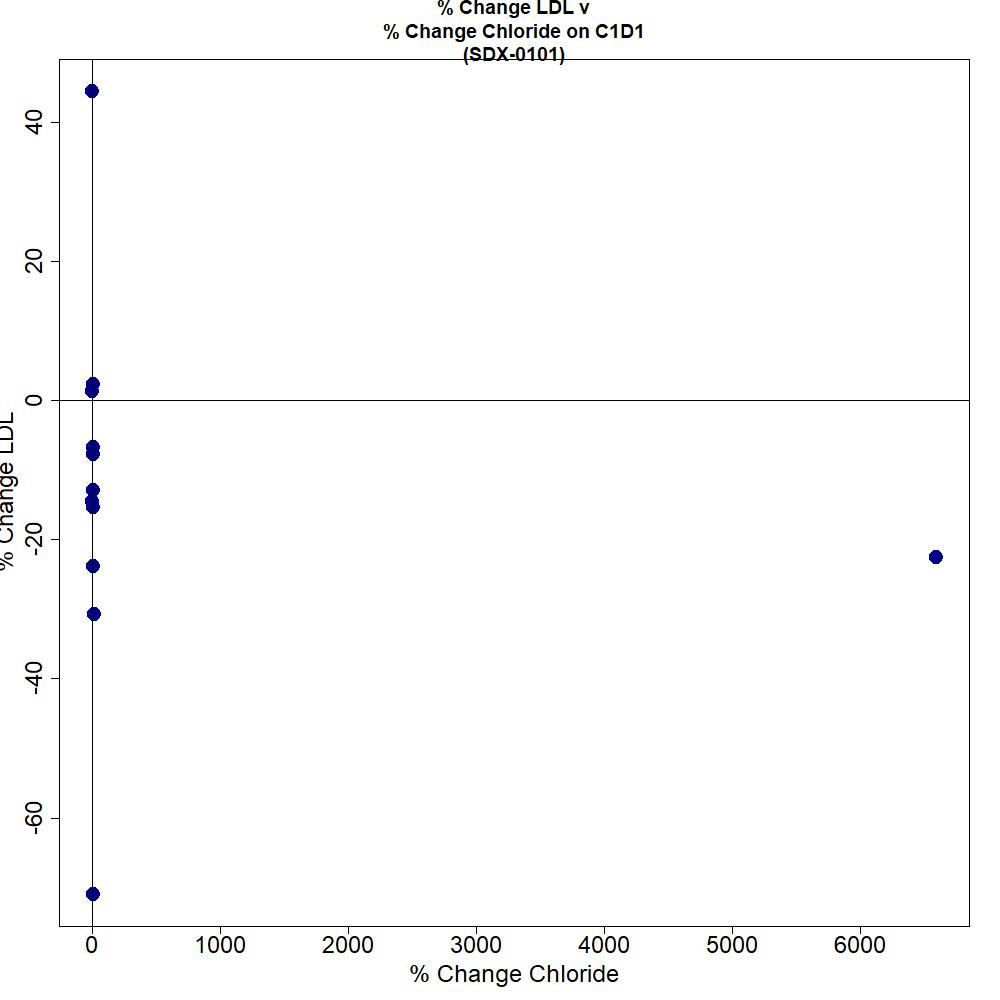 % Change LDL v
% Change Chloride on C1D1
(SDX-0101)
% Change LDL
40
20
0
-20
-40
-60
0 1000 2000 3000 4000 5000 6000
% Change Chloride